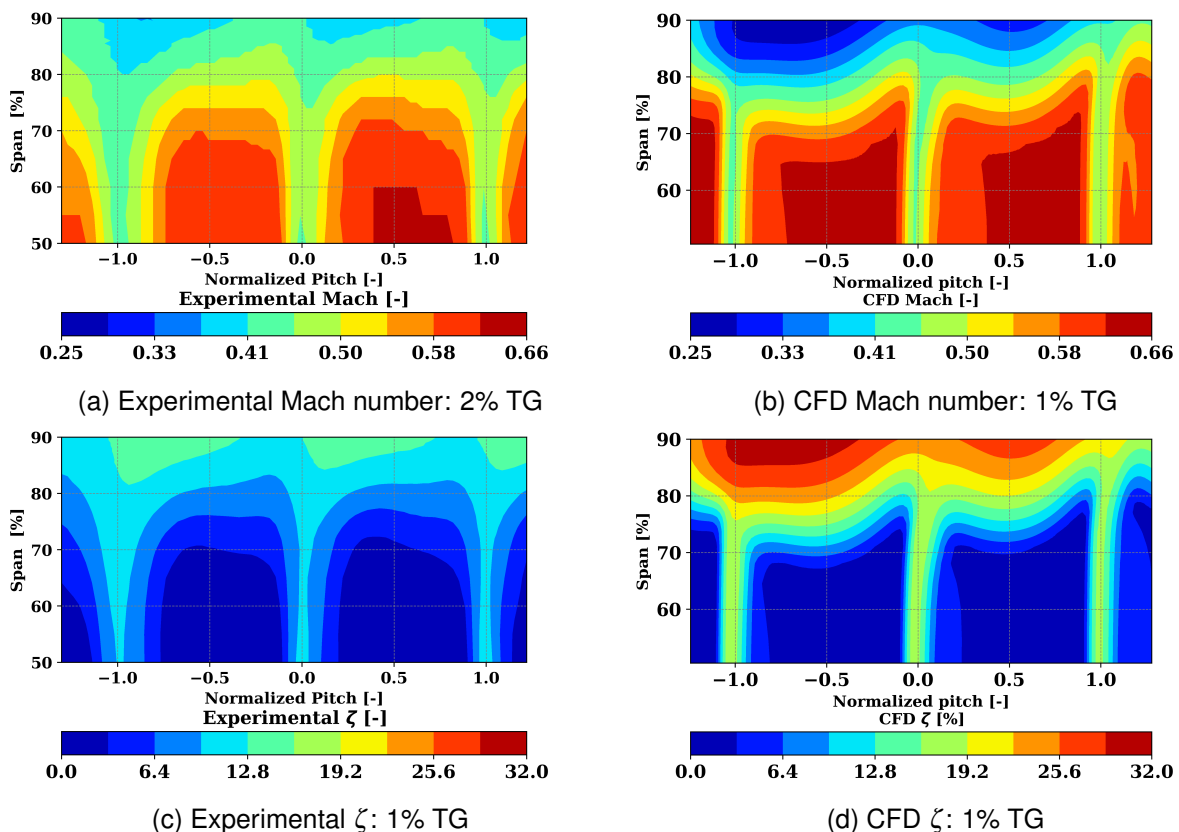 90
80
70
60
50
Span [%]
−1.0 −0.5 0.0 0.5 1.0
Normalized Pitch [-]
Experimental Mach [-]
0.25 0.33 0.41 0.50 0.58 0.66
(a) Experimental Mach number: 2% TG
90
80
70
60
Span [%]
−1.0 −0.5 0.0 0.5 1.0
Normalized pitch [-]
CFD Mach [-]
0.25 0.33 0.41 0.50 0.58 0.66
(b) CFD Mach number: 1% TG
90
80
70
60
50
Span [%]
−1.0 −0.5 0.0 0.5 1.0
Normalized Pitch [-]
Experimental ζ [-]
0.0 6.4 12.8 19.2 25.6 32.0
(c) Experimental ζ: 1% TG
90
80
70
60
Span [%]
−1.0 −0.5 0.0 0.5 1.0
Normalized pitch [-]
CFD ζ [%]
0.0 6.4 12.8 19.2 25.6 32.0
(d) CFD ζ: 1% TG